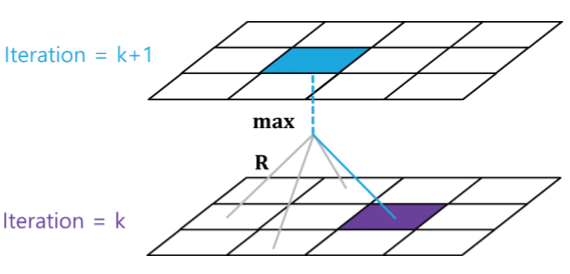 Iteration = k+1
max
R
Iteration = k